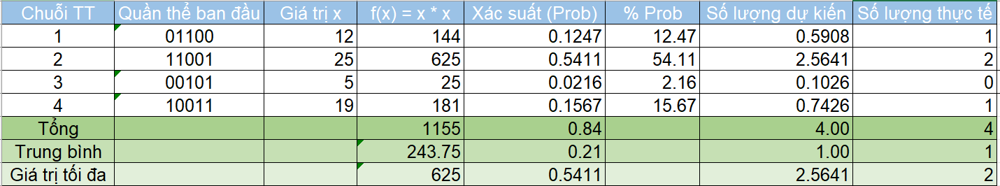 Chuỗi TT Quần thể ban đầu Giá trị x f(x) = x * x Xác suất (Prob) % Prob Số lượng dự kiến Số lượng thực tế
1 01100 12 144 0.1247 12.47 0.5908 1
2 11001 25 625 0.5411 54.11 2.5641 2
3 00101 5 25 0.0216 2.16 0.1026 0
4 10011 19 181 0.1567 15.67 0.7426 1
Tổng 1155 0.84 4.00 4
Trung bình 243.75 0.21 1.00 1
Giá trị tối đa 625 0.5411 2.5641 2